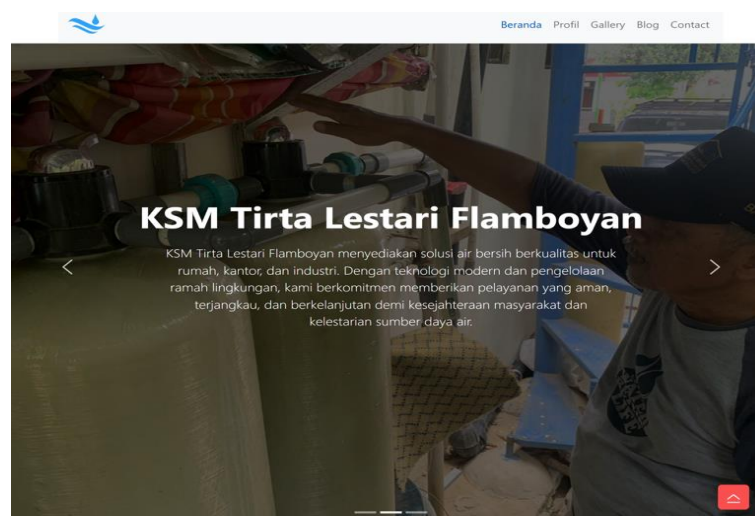 Beranda Profil Gallery Blog Contact
KSM Tirta Lestari Flamboyan
KSM Tirta Lestari Flamboyan menyediakan solusi air bersih berkualitas untuk
rumah, kantor, dan industri. Dengan teknologi modern dan pengelolaan
ramah lingkungan, kami berkomitmen memberikan pelayanan yang aman,
terjangkau, dan berkelanjutan demi kesejahteraan masyarakat dan
kelestarian sumber daya air.